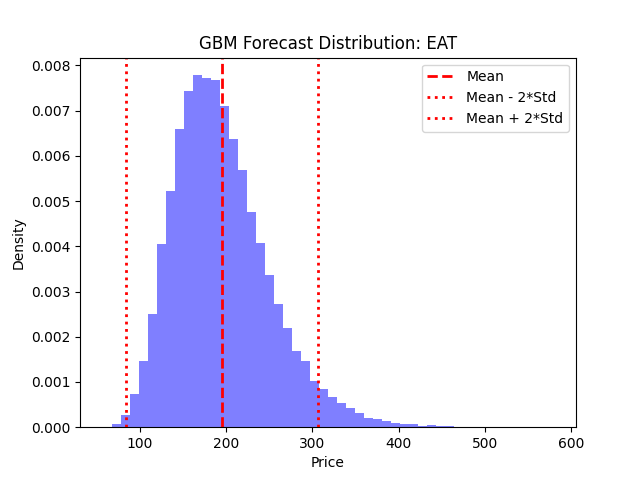 GBM Forecast Distribution: EAT
Mean
Mean - 2*Std
Mean + 2*Std
0.008
0.007
0.006
0.005
0.004
0.003
0.002
0.001
0.000
Density
100
200
300
400
500
600
Price